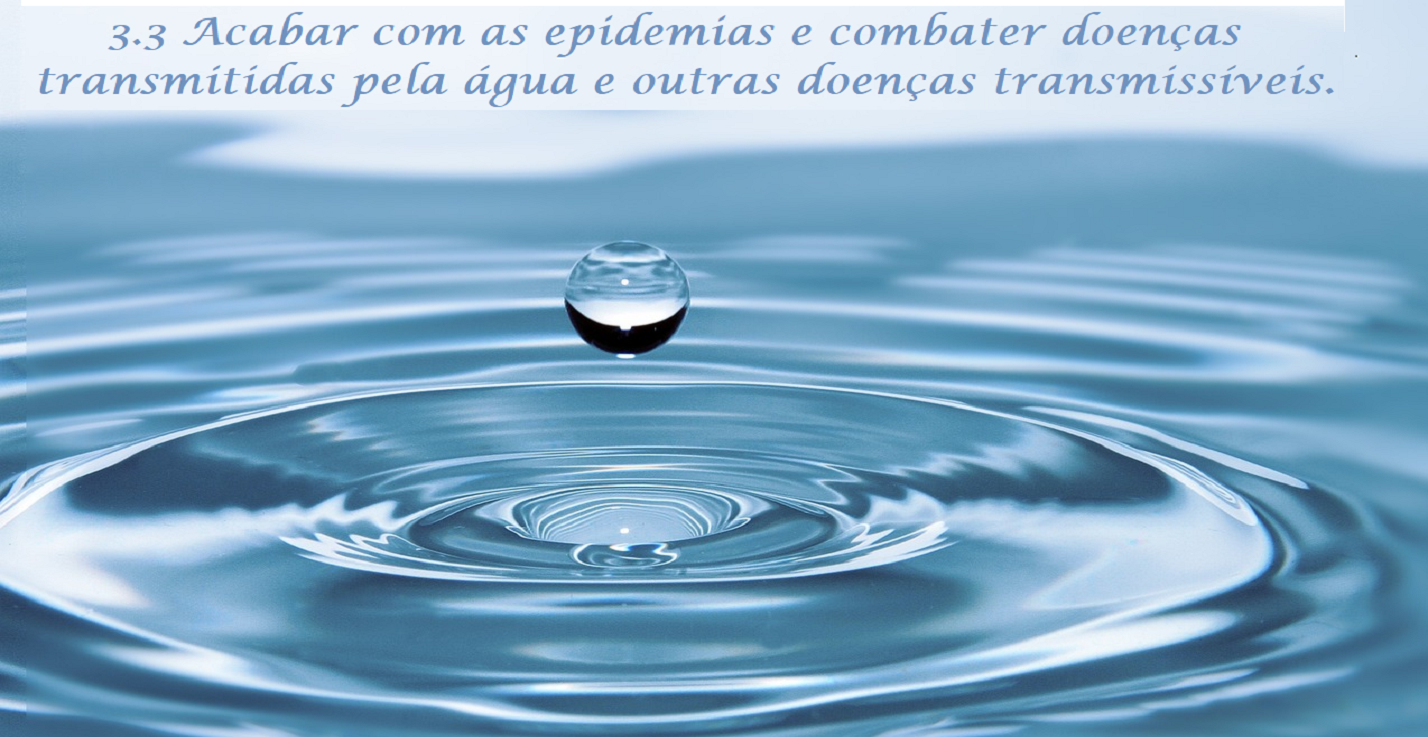 3.3 Acabar com as epidemias e combater doenças
transmitidas pela água e outras doenças transmissíveis.